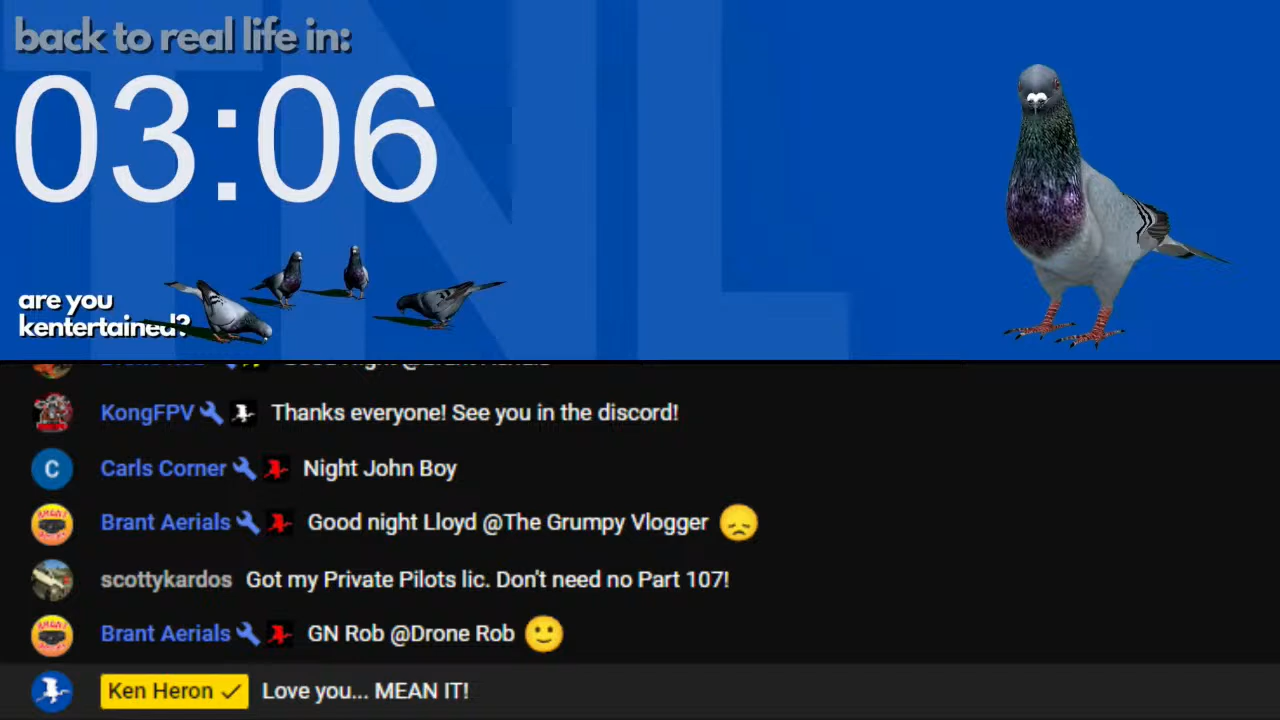 back to real life in:
03:06
TNL
are you
kentertained?
KongFPV Thanks everyone! See you in the discord!
C Carls Corner Night John Boy
Brant Aerials Good night Lloyd @The Grumpy Vlogger
scottykardos Got my Private Pilots lic. Don't need no Part 107!
Brant Aerials GN Rob @Drone Rob
Ken Heron Love you... MEAN IT!